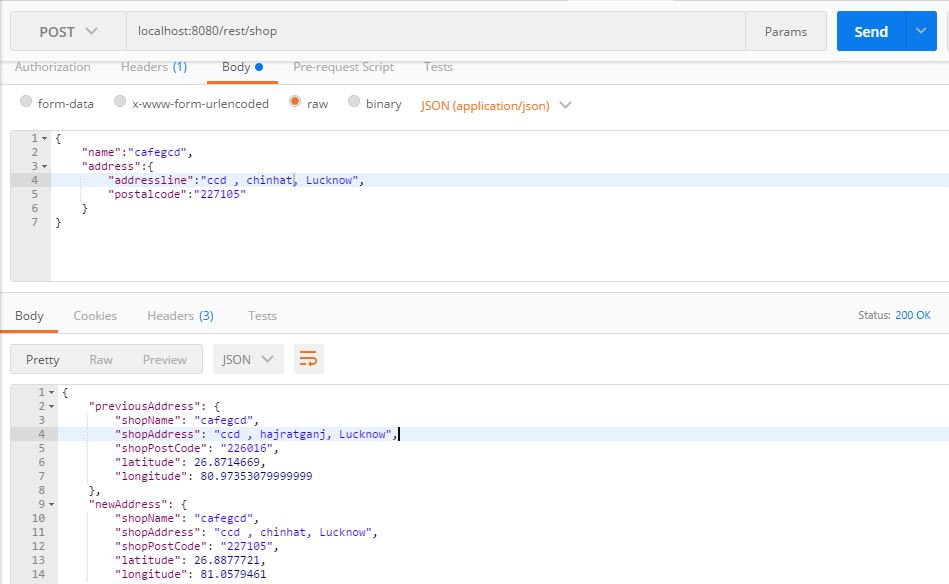 POST localhost:8080/rest/shop Params Send
Authorization Headers (1) Body Pre-request Script Tests
form-data x-www-form-urlencoded raw binary JSON (application/json)
1 {
2 "name":"cafegcd",
3 "address":{
4 "addressline":"ccd , chinhat, Lucknow",
5 "postalcode":"227105"
6 }
7 }
Body Cookies Headers (3) Tests Status: 200 OK
Pretty Raw Preview JSON
1 {
2 "previousAddress": {
3 "shopName": "cafegcd",
4 "shopAddress": "ccd , hajratganj, Lucknow",
5 "shopPostCode": "226016",
6 "latitude": 26.8714669,
7 "longitude": 80.97353079999999
8 },
9 "newAddress": {
10 "shopName": "cafegcd",
11 "shopAddress": "ccd , chinhat, Lucknow",
12 "shopPostCode": "227105",
13 "latitude": 26.8877721,
14 "longitude": 81.0579461